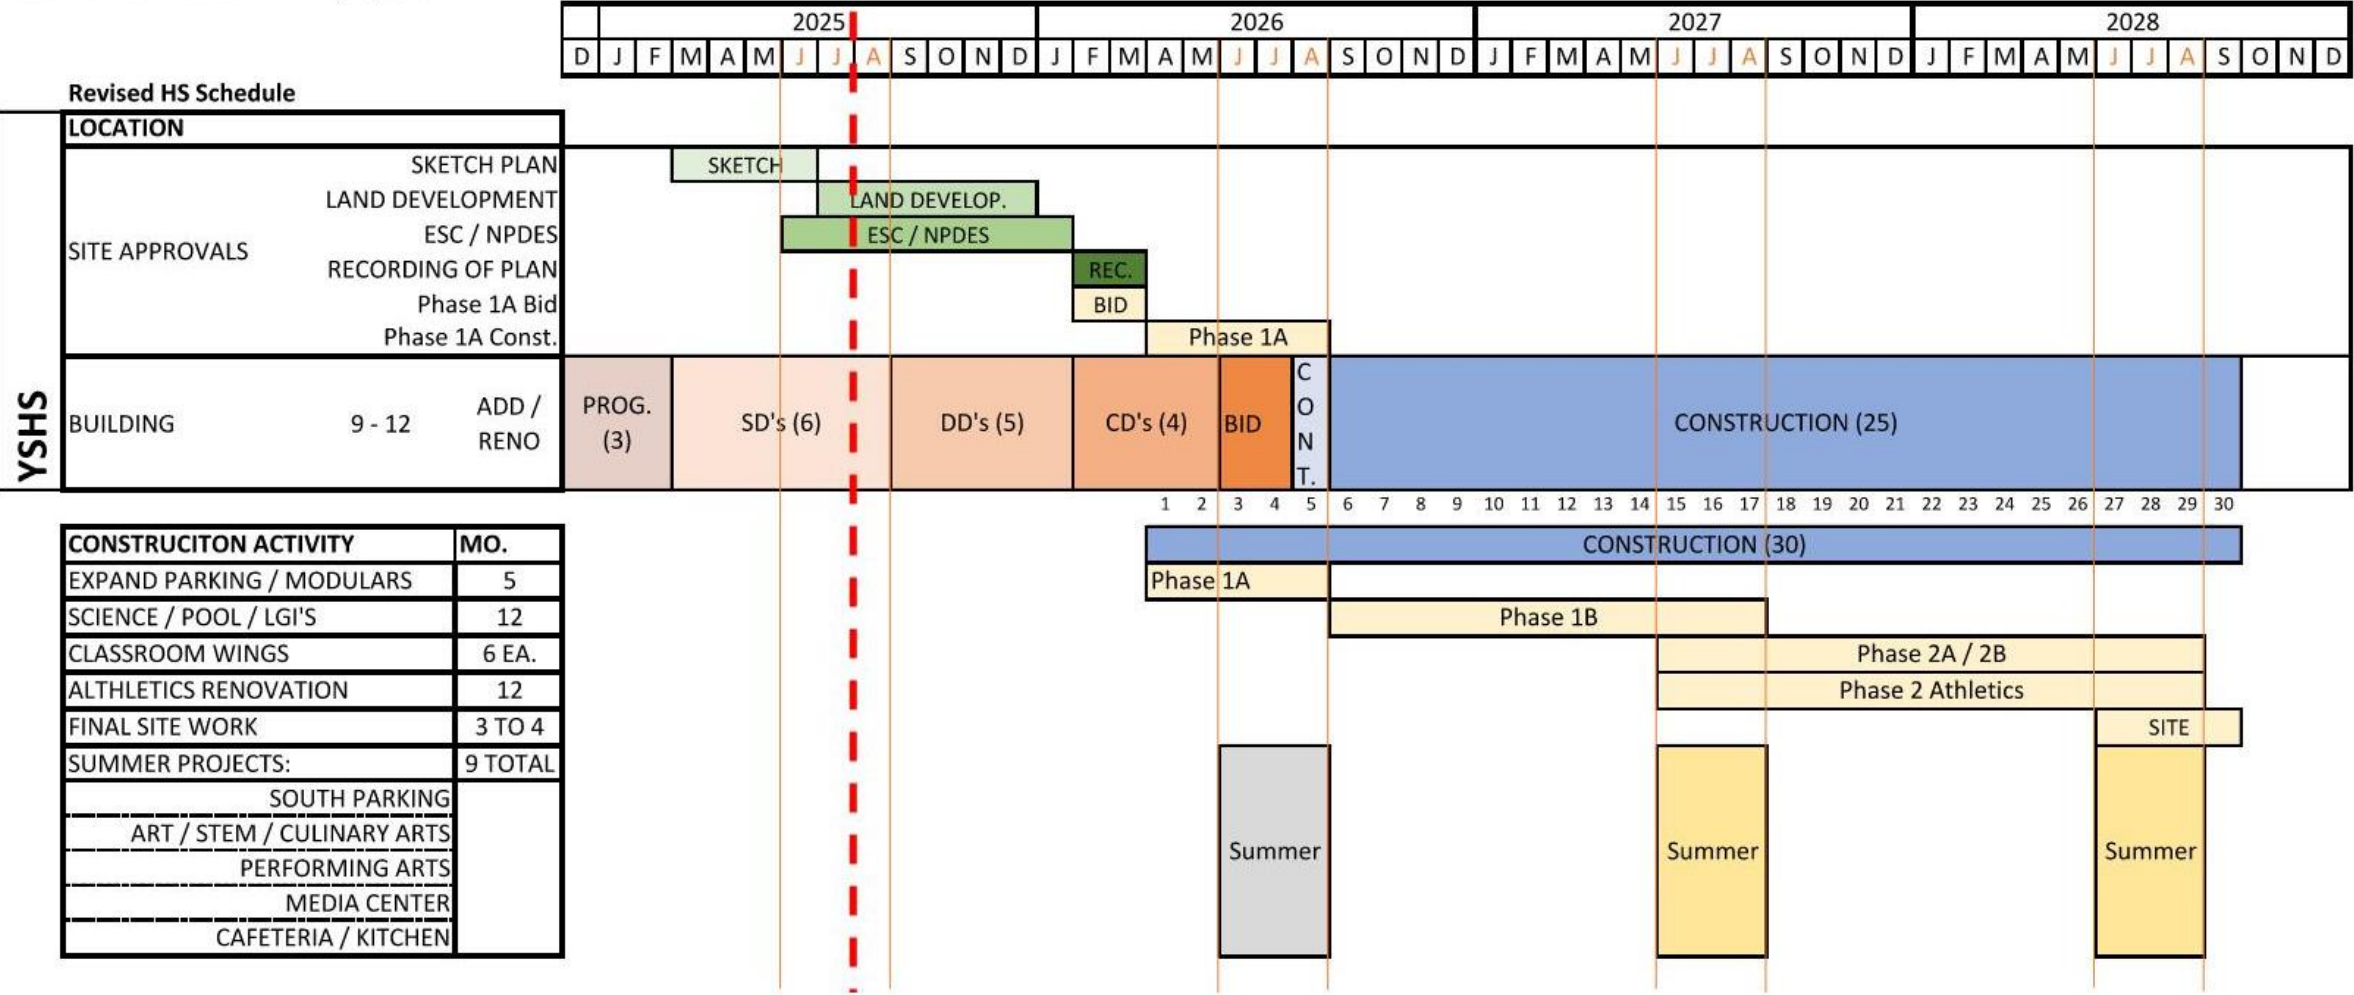 2025 2026 2027 2028
D J F M A M J J A S O N D J F M A M J J A S O N D J F M A M J J A S O N D J F M A M J J A S O N D
Revised HS Schedule
LOCATION
SKETCH PLAN SKETCH
LAND DEVELOPMENT LAND DEVELOP.
ESC / NPDES ESC / NPDES
SITE APPROVALS
RECORDING OF PLAN REC.
Phase 1A Bid BID
Phase 1A Const. Phase 1A
YSHS
BUILDING 9 - 12 ADD / RENO PROG. (3) SD's (6) DD's (5) CD's (4) BID CONT. CONSTRUCTION (25)
1 2 3 4 5 6 7 8 9 10 11 12 13 14 15 16 17 18 19 20 21 22 23 24 25 26 27 28 29 30
CONSTRUCITON ACTIVITY MO. CONSTRUCTION (30)
EXPAND PARKING / MODULARS 5 Phase 1A
SCIENCE / POOL / LGI'S 12 Phase 1B
CLASSROOM WINGS 6 EA. Phase 2A / 2B
ALTHLETICS RENOVATION 12 Phase 2 Athletics
FINAL SITE WORK 3 TO 4 SITE
SUMMER PROJECTS: 9 TOTAL
SOUTH PARKING
ART / STEM / CULINARY ARTS
Summer Summer Summer
PERFORMING ARTS
MEDIA CENTER
CAFETERIA / KITCHEN